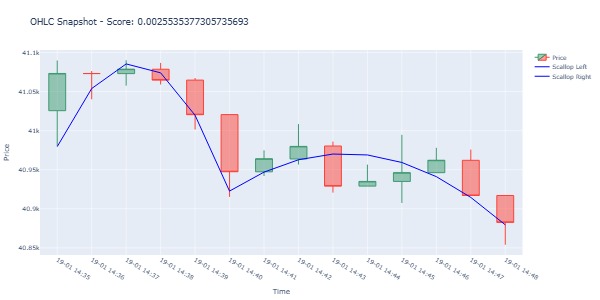 OHLC Snapshot - Score: 0.0025535377305735693
41.1k
41.05k
41k
40.95k
40.9k
40.85k
Price
19-01 14:35
19-01 14:36
19-01 14:37
19-01 14:38
19-01 14:39
19-01 14:40
19-01 14:41
19-01 14:42
19-01 14:43
19-01 14:44
19-01 14:45
19-01 14:46
19-01 14:47
19-01 14:48
Time
Price
Scallop Left
Scallop Right